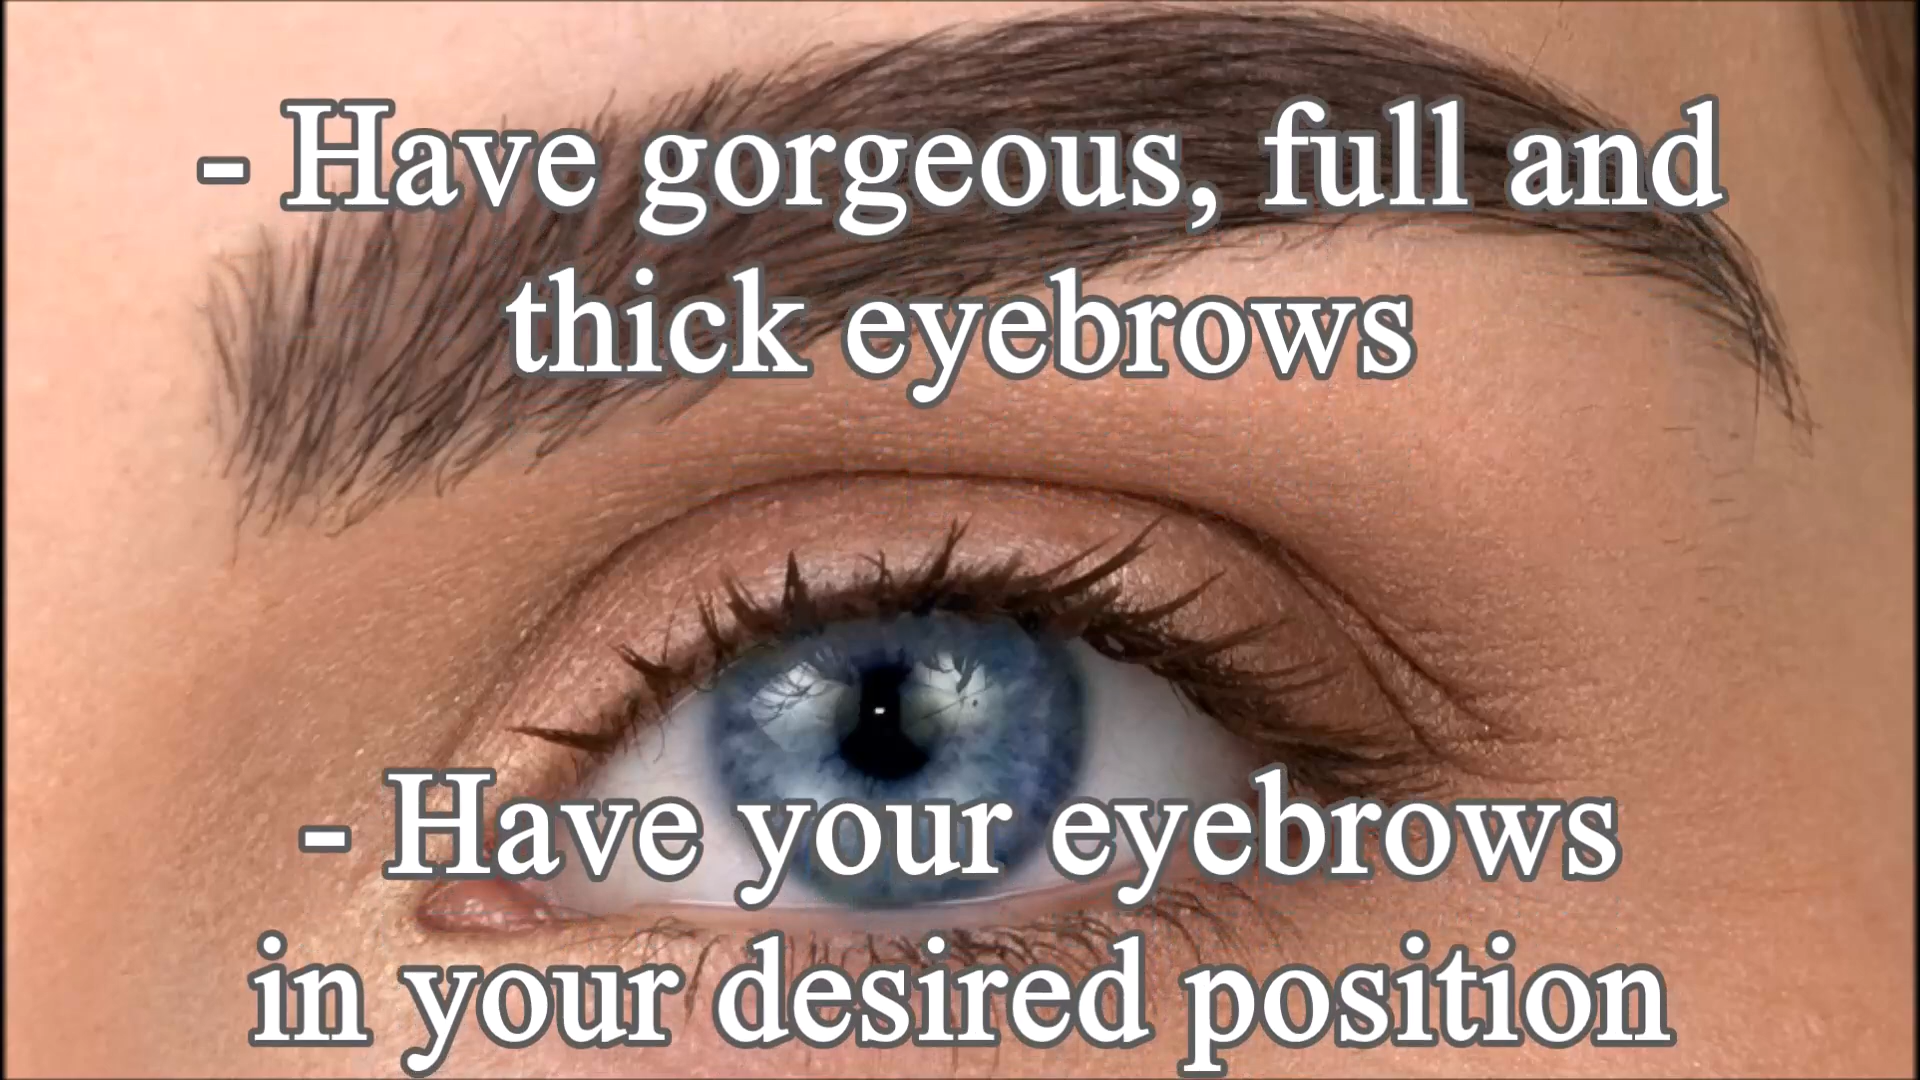 - Have gorgeous, full and
thick eyebrows
- Have your eyebrows
in your desired position